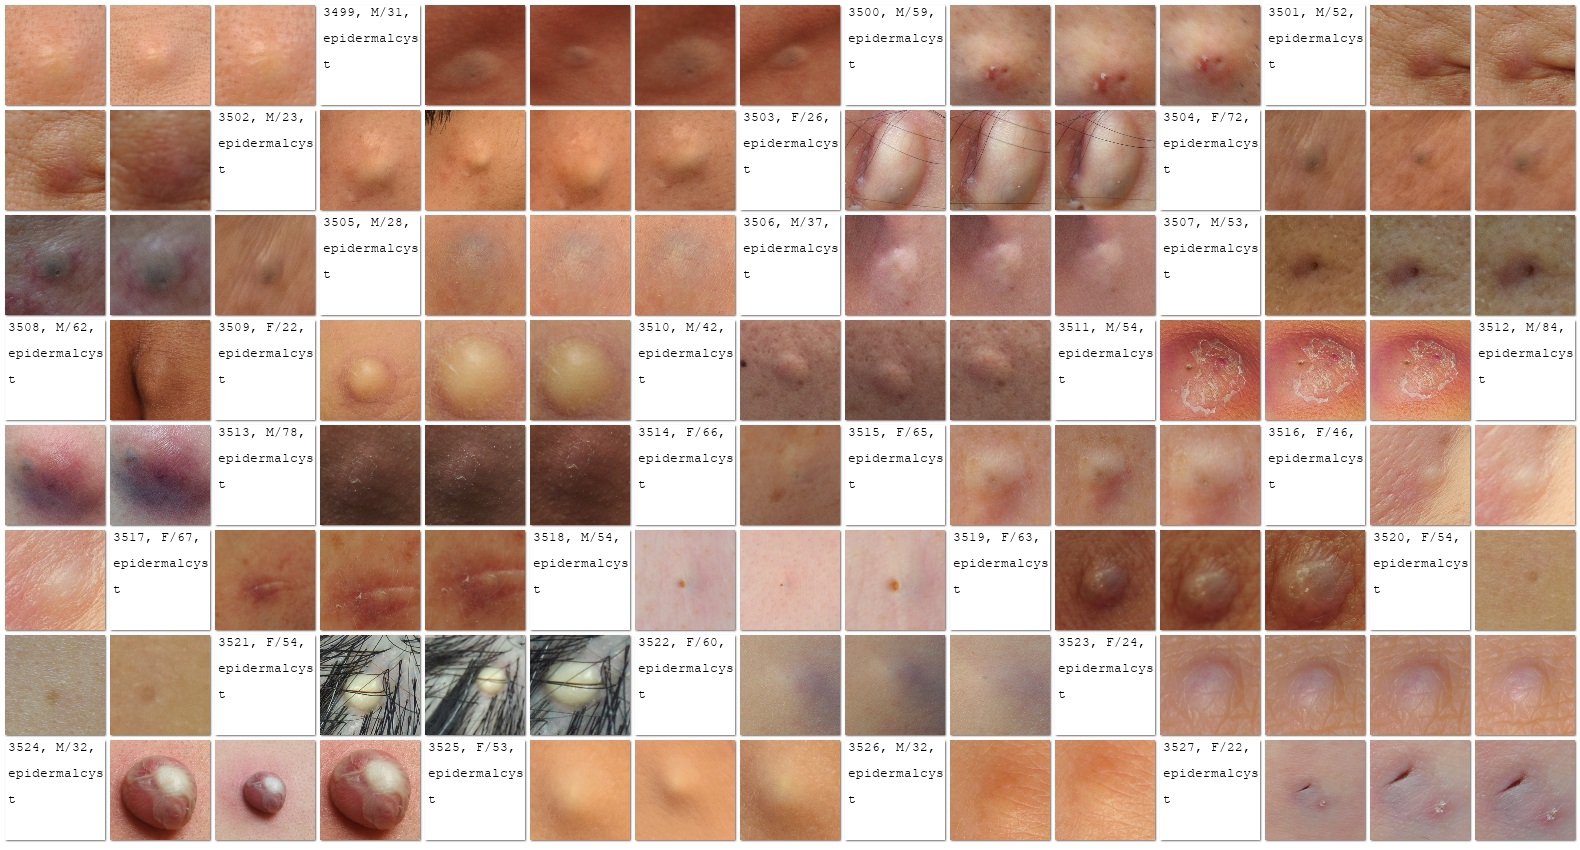 3499, M/31,
epidermalcys
t
3500, M/59,
epidermalcys
t
3501, M/52,
epidermalcys
t
3502, M/23,
epidermalcys
t
3503, F/26,
epidermalcys
t
3504, F/72,
epidermalcys
t
3505, M/28,
epidermalcys
t
3506, M/37,
epidermalcys
t
3507, M/53,
epidermalcys
t
3508, M/62,
epidermalcys
t
3509, F/22,
epidermalcys
t
3510, M/42,
epidermalcys
t
3511, M/54,
epidermalcys
t
3512, M/84,
epidermalcys
t
3513, M/78,
epidermalcys
t
3514, F/66,
epidermalcys
t
3515, F/65,
epidermalcys
t
3516, F/46,
epidermalcys
t
3517, F/67,
epidermalcys
t
3518, M/54,
epidermalcys
t
3519, F/63,
epidermalcys
t
3520, F/54,
epidermalcys
t
3521, F/54,
epidermalcys
t
3522, F/60,
epidermalcys
t
3523, F/24,
epidermalcys
t
3524, M/32,
epidermalcys
t
3525, F/53,
epidermalcys
t
3526, M/32,
epidermalcys
t
3527, F/22,
epidermalcys
t